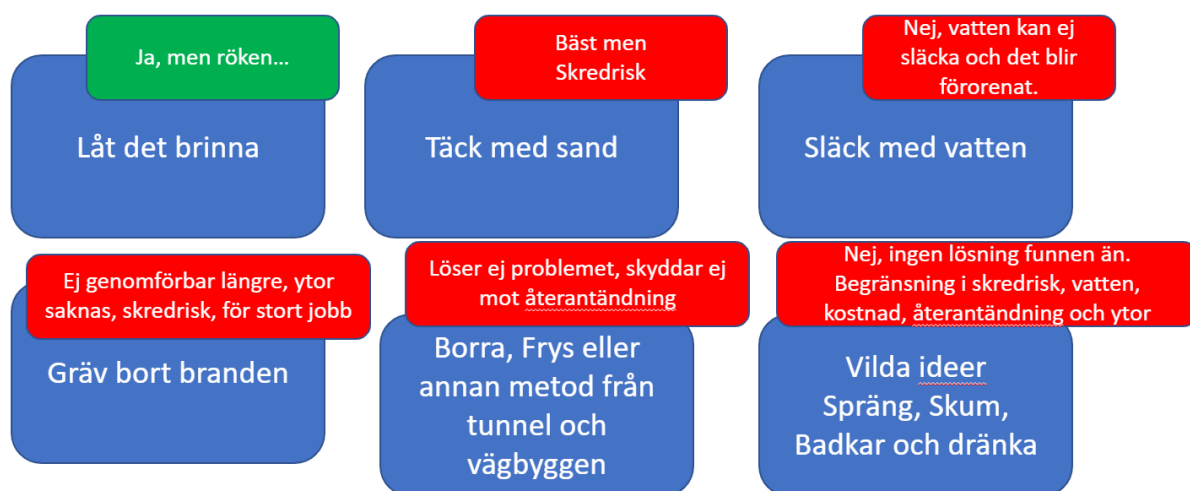 Ja, men röken...
Låt det brinna
Bäst men
Skredrisk
Täck med sand
Nej, vatten kan ej
släcka och det blir
förorenat.
Släck med vatten
Ej genomförbar längre, ytor
saknas, skredrisk, för stort jobb
Gräv bort branden
Löser ej problemet, skyddar ej
mot återantändning
Borra, Frys eller
annan metod från
tunnel och
vägbyggen
Nej, ingen lösning funnen än.
Begränsning i skredrisk, vatten,
kostnad, återantändning och ytor
Vilda ideer
Spräng, Skum,
Badkar och dränka